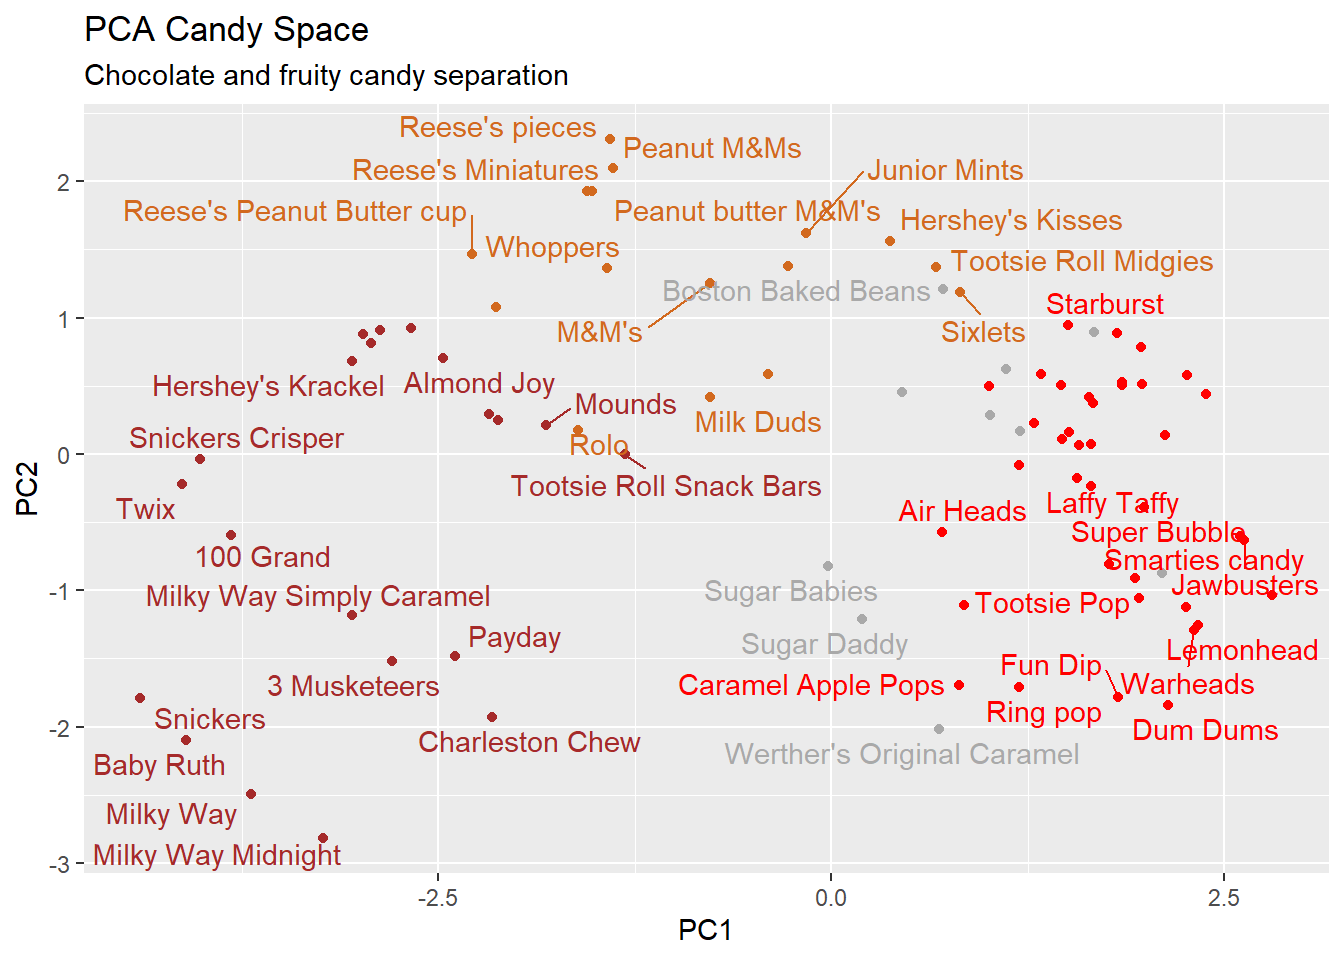 PCA Candy Space
Chocolate and fruity candy separation
Reese's pieces
Peanut M&Ms
Reese's Miniatures
Junior Mints
2
Reese's Peanut Butter cup
Peanut butter M&M's
Hershey's Kisses
Whoppers
Tootsie Roll Midgies
Boston Baked Beans
Starburst
1
M&M's
Sixlets
Hershey's Krackel
Almond Joy
Mounds
Milk Duds
Snickers Crisper
Rolo
0
Tootsie Roll Snack Bars
PC2
Twix
Laffy Taffy
Air Heads
Super Bubble
100 Grand
Smarties candy
-1
Sugar Babies
Jawbusters
Milky Way Simply Caramel
Tootsie Pop
Payday
Sugar Daddy
Lemonhead
Fun Dip
3 Musketeers
Caramel Apple Pops
Warheads
Snickers
Ring pop
-2
Dum Dums
Charleston Chew
Werther's Original Caramel
Baby Ruth
Milky Way
Milky Way Midnight
-3
-2.5
0.0
2.5
PC1